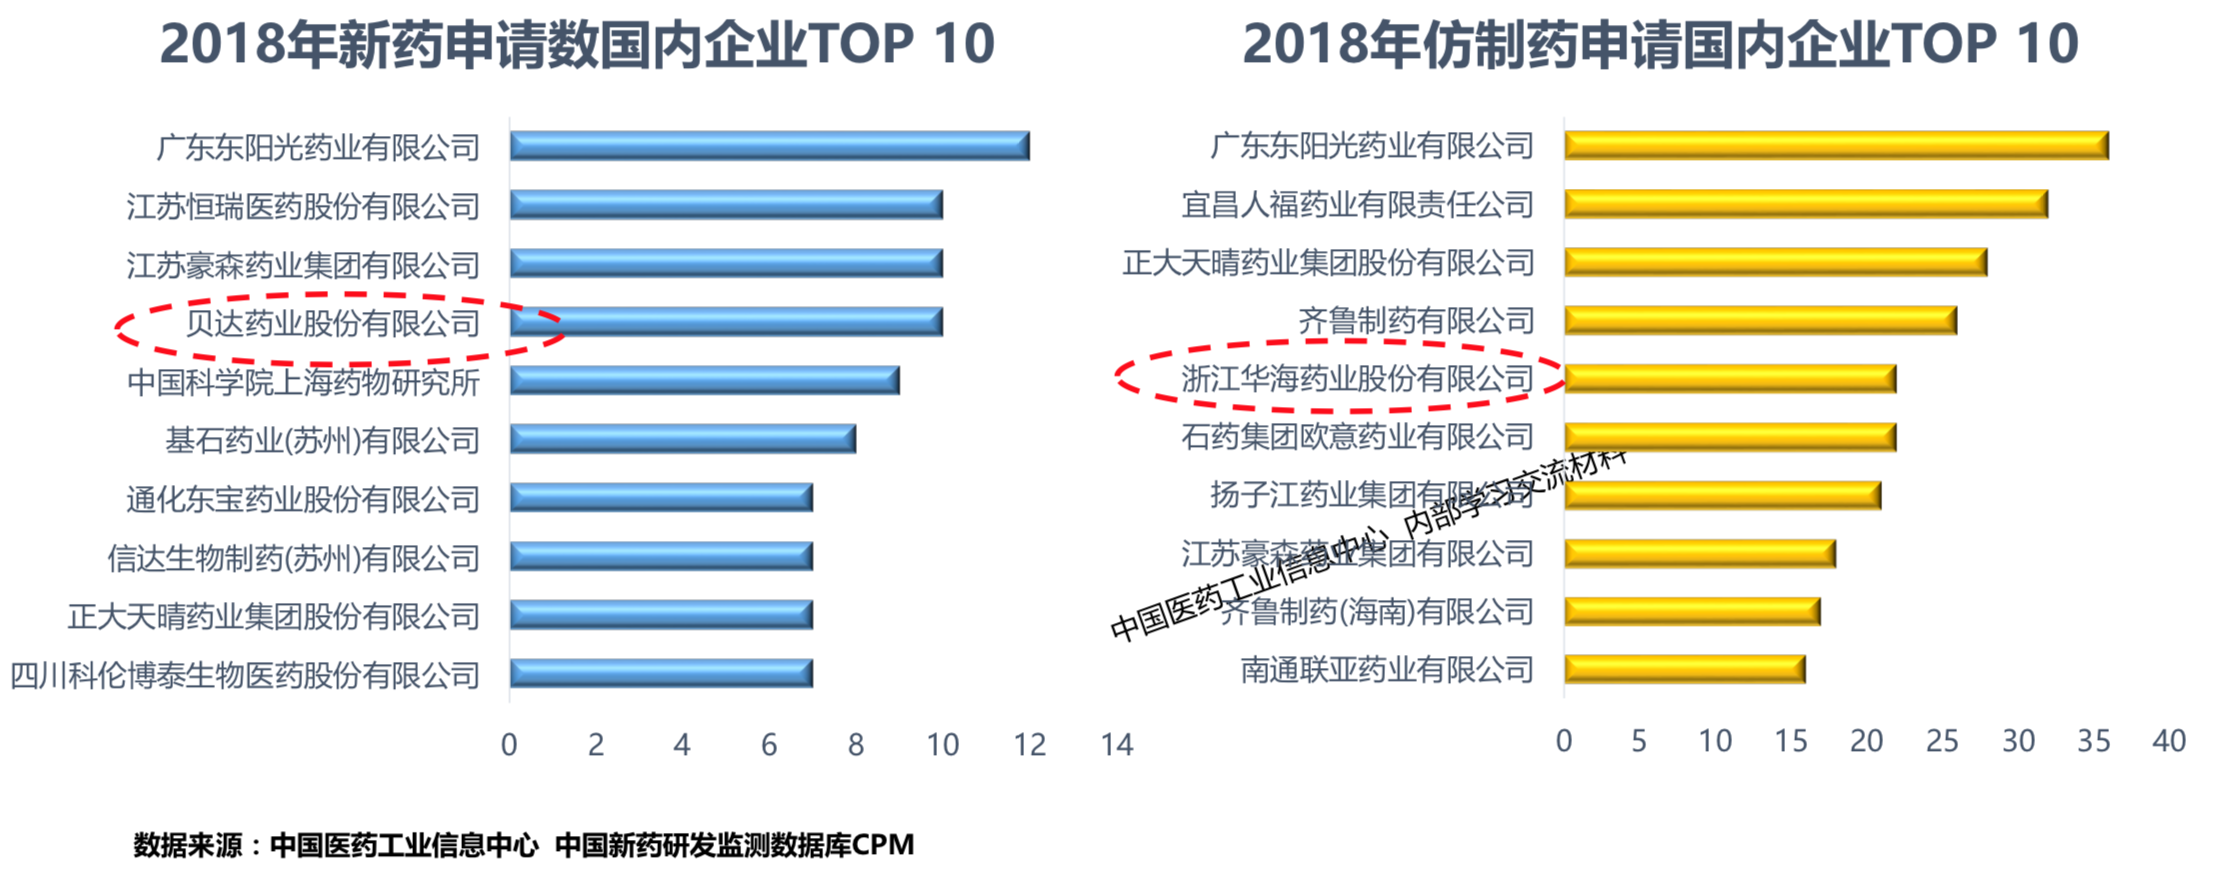 2018年新药申请数国内企业TOP 10
广东东阳光药业有限公司
江苏恒瑞医药股份有限公司
江苏豪森药业集团有限公司
贝达药业股份有限公司
中国科学院上海药物研究所
基石药业(苏州)有限公司
通化东宝药业股份有限公司
信达生物制药(苏州)有限公司
正大天晴药业集团股份有限公司
四川科伦博泰生物医药股份有限公司
0 2 4 6 8 10 12 14
2018年仿制药申请国内企业TOP 10
广东东阳光药业有限公司
宜昌人福药业有限责任公司
正大天晴药业集团股份有限公司
齐鲁制药有限公司
浙江华海药业股份有限公司
石药集团欧意药业有限公司
扬子江药业集团有限公司
江苏豪森药业集团有限公司
齐鲁制药(海南)有限公司
南通联亚药业有限公司
0 5 10 15 20 25 30 35 40
中国医药工业信息中心 内部学习交流材料
数据来源：中国医药工业信息中心 中国新药研发监测数据库CPM